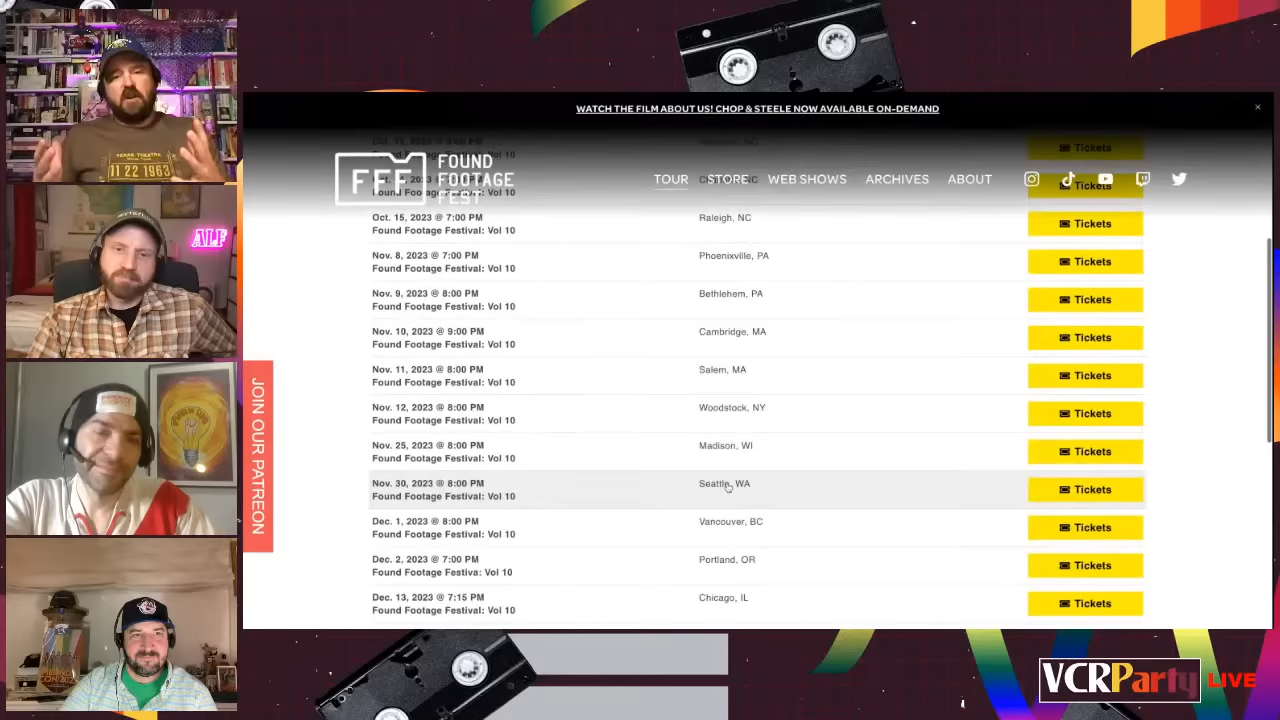 WATCH THE FILM ABOUT US! CHOP & STEELE NOW AVAILABLE ON-DEMAND
×
FFF FOUND FOOTAGE FEST
TOUR STORE WEB SHOWS ARCHIVES ABOUT
Tickets
Tickets
Oct. 15, 2023 @ 7:00 PM
Found Footage Festival: Vol 10
Raleigh, NC
Tickets
Nov. 8, 2023 @ 7:00 PM
Found Footage Festival: Vol 10
Phoenixville, PA
Tickets
Nov. 9, 2023 @ 8:00 PM
Found Footage Festival: Vol 10
Bethlehem, PA
Tickets
Nov. 10, 2023 @ 9:00 PM
Found Footage Festival: Vol 10
Cambridge, MA
Tickets
Nov. 11, 2023 @ 8:00 PM
Found Footage Festival: Vol 10
Salem, MA
Tickets
Nov. 12, 2023 @ 8:00 PM
Found Footage Festival: Vol 10
Woodstock, NY
Tickets
Nov. 25, 2023 @ 8:00 PM
Found Footage Festival: Vol 10
Madison, WI
Tickets
Nov. 30, 2023 @ 8:00 PM
Found Footage Festival: Vol 10
Seattle, WA
Tickets
Dec. 1, 2023 @ 8:00 PM
Found Footage Festival: Vol 10
Vancouver, BC
Tickets
Dec. 2, 2023 @ 7:00 PM
Found Footage Festiva: Vol 10
Portland, OR
Tickets
Dec. 13, 2023 @ 7:15 PM
Found Footage Festival: Vol 10
Chicago, IL
Tickets
JOIN OUR PATREON
TEXAS THEATRE
11 22 1963
ALF
VCRParty LIVE